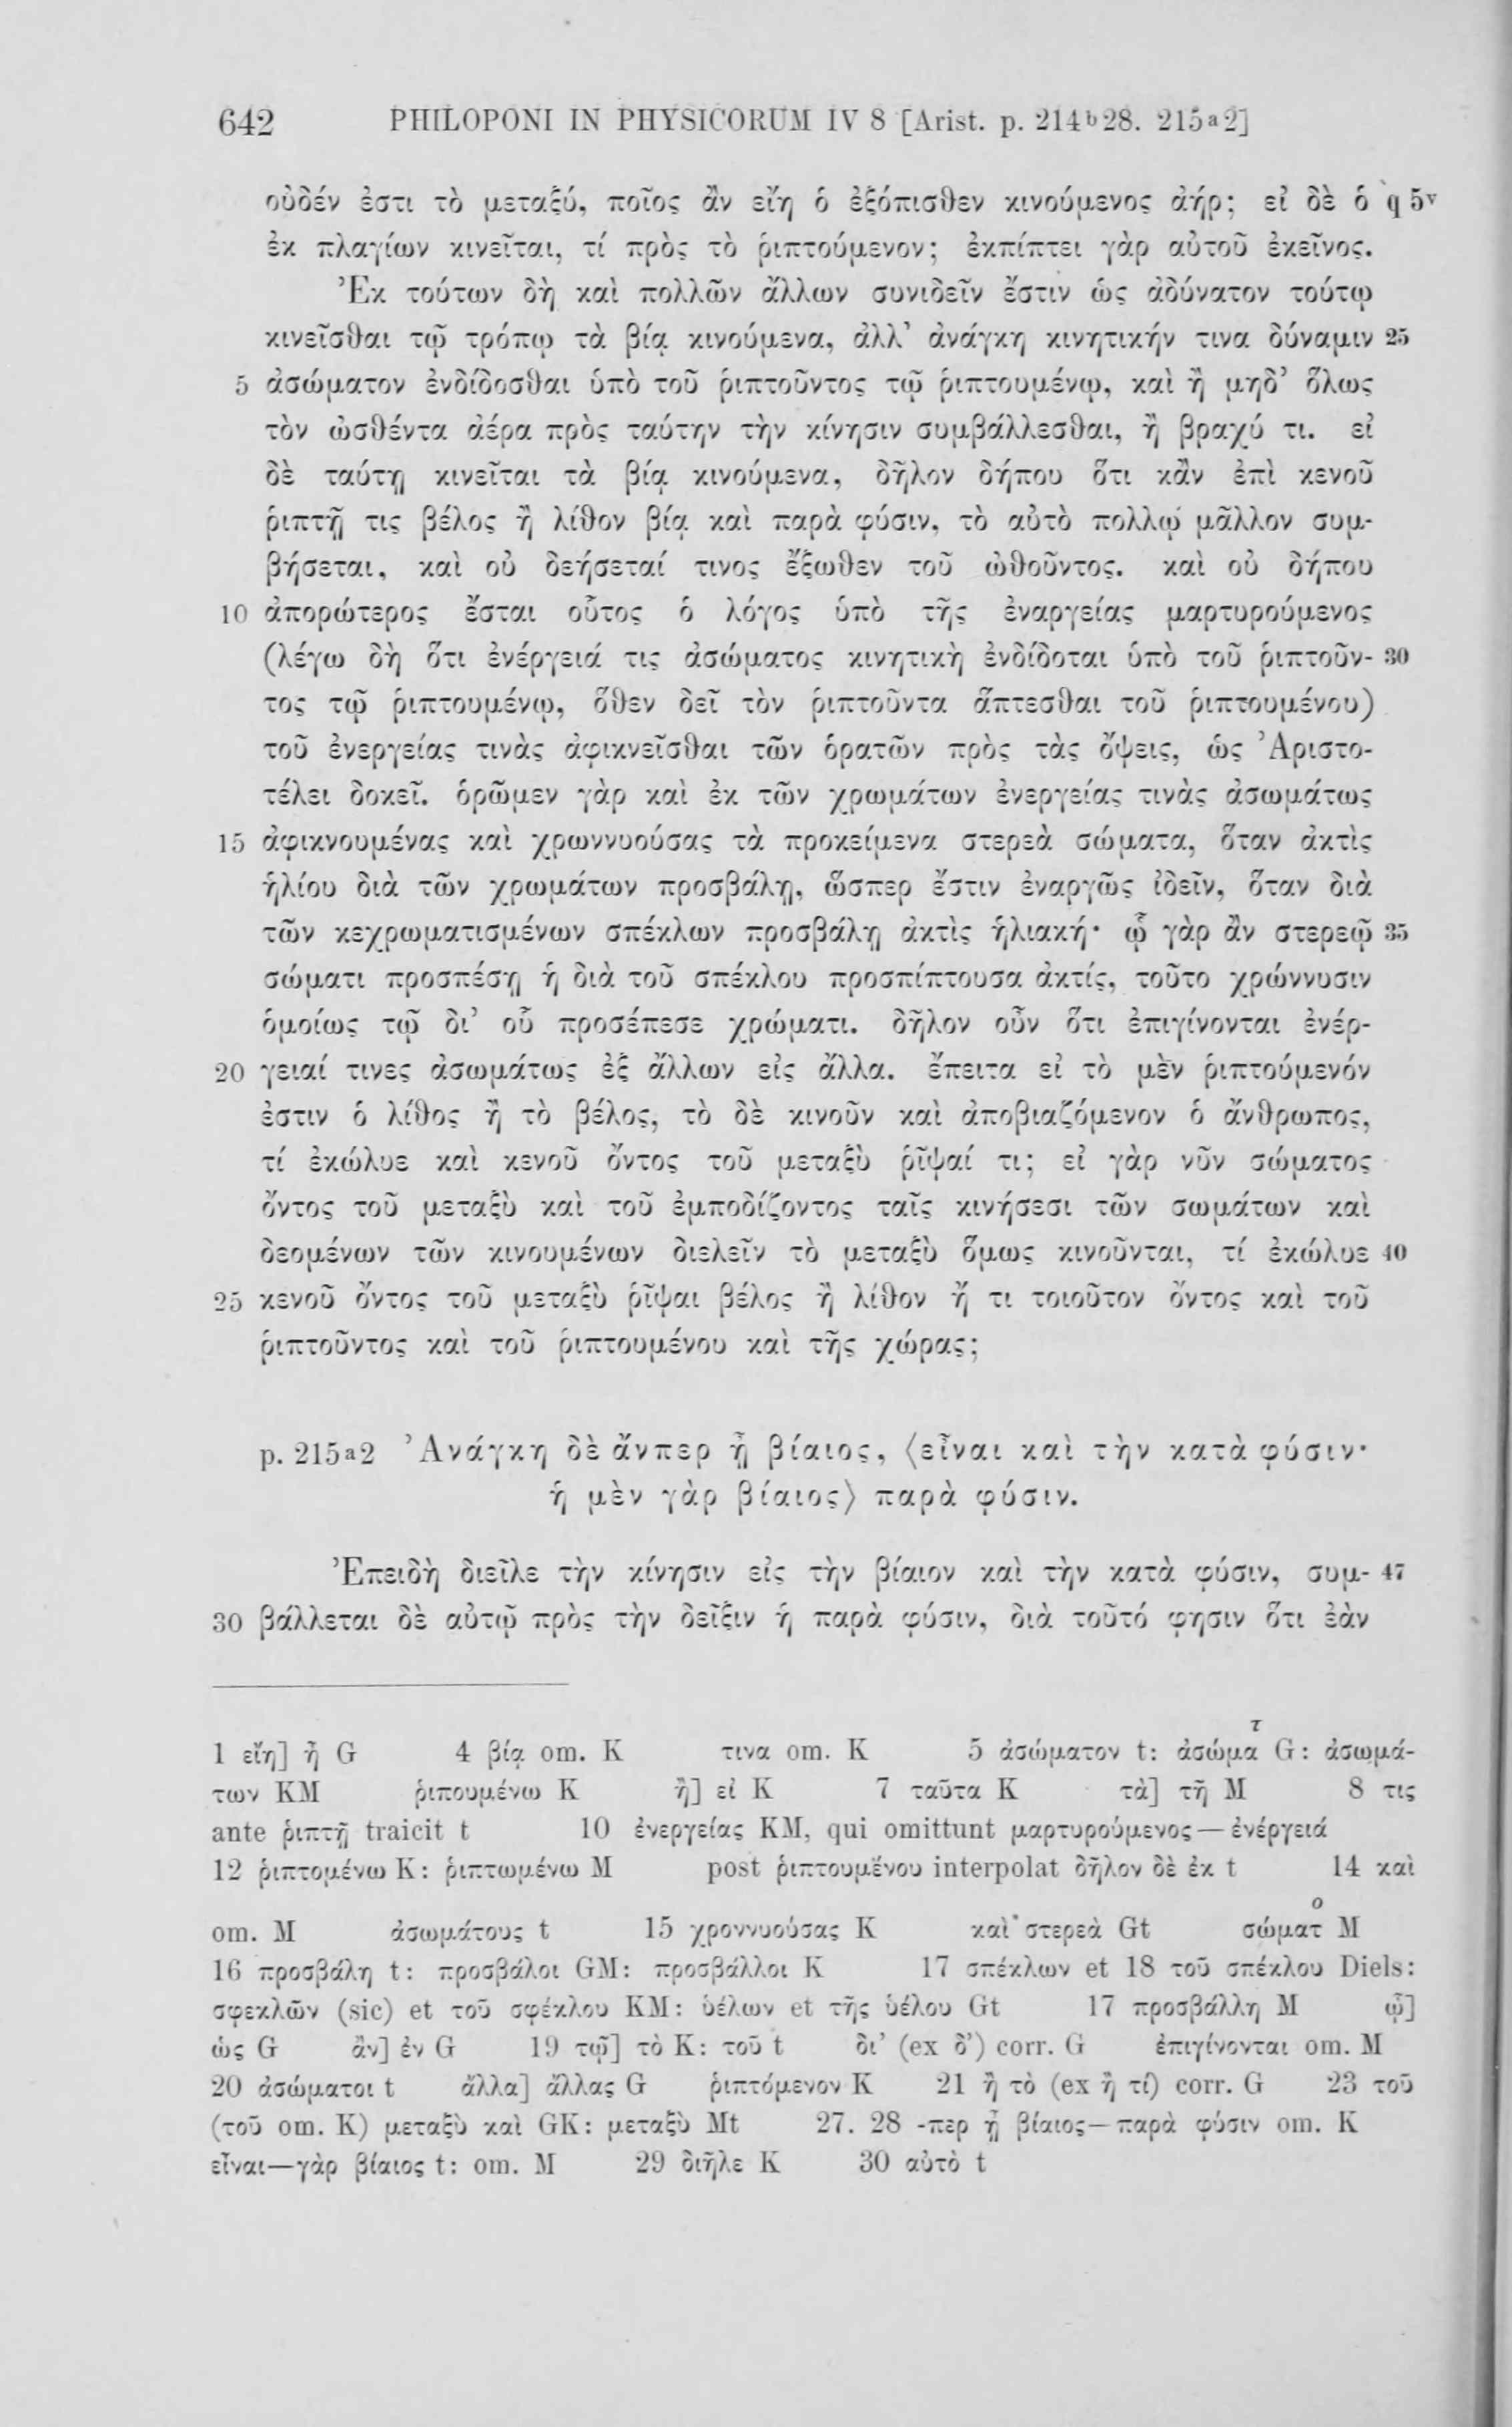 642 PHILOPONI IN PHYSICORUM IV 8 [Arist. p. 214ᵇ28. 215ᵃ2]
οὐδέν ἐστι τὸ μεταξύ, ποῖος ἂν εἴη ὁ ἐξόπισθεν κινούμενος ἀήρ; εἰ δὲ ὁ q 5ᵛ
ἐκ πλαγίων κινεῖται, τί πρὸς τὸ ῥιπτούμενον; ἐκπίπτει γὰρ αὐτοῦ ἐκεῖνος.
Ἐκ τούτων δὴ καὶ πολλῶν ἄλλων συνιδεῖν ἔστιν ὡς ἀδύνατον τούτῳ
κινεῖσθαι τῷ τρόπῳ τὰ βίᾳ κινούμενα, ἀλλ’ ἀνάγκη κινητικήν τινα δύναμιν 25
5 ἀσώματον ἐνδίδοσθαι ὑπὸ τοῦ ῥιπτοῦντος τῷ ῥιπτουμένῳ, καὶ ἢ μηδ’ ὅλως
τὸν ὠσθέντα ἀέρα πρὸς ταύτην τὴν κίνησιν συμβάλλεσθαι, ἢ βραχύ τι. εἰ
δὲ ταύτῃ κινεῖται τὰ βίᾳ κινούμενα, δῆλον δήπου ὅτι κἂν ἐπὶ κενοῦ
ῥιπτῇ τις βέλος ἢ λίθον βίᾳ καὶ παρὰ φύσιν, τὸ αὐτὸ πολλῷ μᾶλλον συμ-
βήσεται, καὶ οὐ δεήσεταί τινος ἔξωθεν τοῦ ὠθοῦντος. καὶ οὐ δήπου
10 ἀπορώτερος ἔσται οὗτος ὁ λόγος ὑπὸ τῆς ἐναργείας μαρτυρούμενος
(λέγω δὴ ὅτι ἐνέργειά τις ἀσώματος κινητικὴ ἐνδίδοται ὑπὸ τοῦ ῥιπτοῦν- 30
τος τῷ ῥιπτουμένῳ, ὅθεν δεῖ τὸν ῥιπτοῦντα ἅπτεσθαι τοῦ ῥιπτουμένου)
τοῦ ἐνεργείας τινὰς ἀφικνεῖσθαι τῶν ὁρατῶν πρὸς τὰς ὄψεις, ὡς Ἀριστο-
τέλει δοκεῖ. ὁρῶμεν γὰρ καὶ ἐκ τῶν χρωμάτων ἐνεργείας τινὰς ἀσωμάτως
15 ἀφικνουμένας καὶ χρωννυούσας τὰ προκείμενα στερεὰ σώματα, ὅταν ἀκτὶς
ἡλίου διὰ τῶν χρωμάτων προσβάλῃ, ὥσπερ ἔστιν ἐναργῶς ἰδεῖν, ὅταν διὰ
τῶν κεχρωματισμένων σπέκλων προσβάλῃ ἀκτὶς ἡλιακή· ᾧ γὰρ ἂν στερεῷ 35
σώματι προσπέσῃ ἡ διὰ τοῦ σπέκλου προσπίπτουσα ἀκτίς, τοῦτο χρώννυσιν
ὁμοίως τῷ δι’ οὗ προσέπεσε χρώματι. δῆλον οὖν ὅτι ἐπιγίνονται ἐνέρ-
20 γειαί τινες ἀσωμάτως ἐξ ἄλλων εἰς ἄλλα. ἔπειτα εἰ τὸ μὲν ῥιπτούμενόν
ἐστιν ὁ λίθος ἢ τὸ βέλος, τὸ δὲ κινοῦν καὶ ἀποβιαζόμενον ὁ ἄνθρωπος,
τί ἐκώλυε καὶ κενοῦ ὄντος τοῦ μεταξὺ ῥῖψαί τι; εἰ γὰρ νῦν σώματος
ὄντος τοῦ μεταξὺ καὶ τοῦ ἐμποδίζοντος ταῖς κινήσεσι τῶν σωμάτων καὶ
δεομένων τῶν κινουμένων διελεῖν τὸ μεταξὺ ὅμως κινοῦνται, τί ἐκώλυε 40
25 κενοῦ ὄντος τοῦ μεταξὺ ῥῖψαι βέλος ἢ λίθον ἤ τι τοιοῦτον ὄντος καὶ τοῦ
ῥιπτοῦντος καὶ τοῦ ῥιπτουμένου καὶ τῆς χώρας;
p. 215ᵃ2 Ἀνάγκη δὲ ἄνπερ ᾖ βίαιος, ⟨εἶναι καὶ τὴν κατὰ φύσιν·
ἡ μὲν γὰρ βίαιος⟩ παρὰ φύσιν.
Ἐπειδὴ διεῖλε τὴν κίνησιν εἰς τὴν βίαιον καὶ τὴν κατὰ φύσιν, συμ- 47
30 βάλλεται δὲ αὐτῷ πρὸς τὴν δεῖξιν ἡ παρὰ φύσιν, διὰ τοῦτό φησιν ὅτι ἐὰν
1 εἴη] ἦ G 4 βίᾳ om. K τινα om. K 5 ἀσώματον t: ἀσώμα^τ G: ἀσωμά-
των KM ῥιπουμένω K ἢ] εἰ K 7 ταῦτα K τὰ] τῆ M 8 τις
ante ῥιπτῇ traicit t 10 ἐνεργείας KM, qui omittunt μαρτυρούμενος — ἐνέργειά
12 ῥιπτομένω K: ῥιπτωμένω M post ῥιπτουμένου interpolat δῆλον δὲ ἐκ t 14 καὶ
om. M ἀσωμάτους t 15 χροννυούσας K καὶ στερεὰ Gt σώματ^ο M
16 προσβάλη t: προσβάλοι GM: προσβάλλοι K 17 σπέκλων et 18 τοῦ σπέκλου Diels:
σφεκλῶν (sic) et τοῦ σφέκλου KM: ὑέλων et τῆς ὑέλου Gt 17 προσβάλλη M ᾧ]
ὡς G ἂν] ἐν G 19 τῷ] τὸ K: τοῦ t δι’ (ex δ’) corr. G ἐπιγίνονται om. M
20 ἀσώματοι t ἄλλα] ἄλλας G ῥιπτόμενον K 21 ἢ τὸ (ex ἢ τί) corr. G 23 τοῦ
(τοῦ om. K) μεταξὺ καὶ GK: μεταξὺ Mt 27. 28 -περ ᾖ βίαιος—παρὰ φύσιν om. K
εἶναι—γὰρ βίαιος t: om. M 29 διῆλε K 30 αὐτὸ t